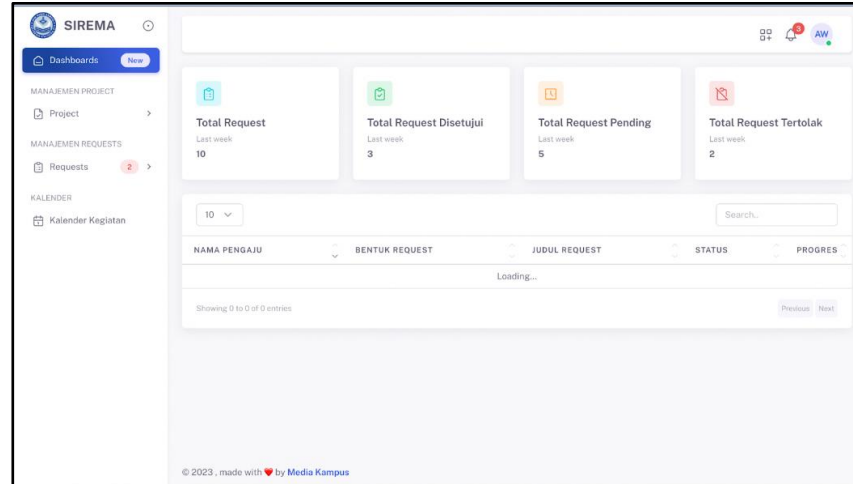 SIREMA
Dashboards New
MANAJEMEN PROJECT
Project
MANAJEMEN REQUESTS
Requests 2
KALENDER
Kalender Kegiatan
3
AW
Total Request
Last week
10
Total Request Disetujui
Last week
3
Total Request Pending
Last week
5
Total Request Tertolak
Last week
2
10
Search..
NAMA PENGAJU BENTUK REQUEST JUDUL REQUEST STATUS PROGRES
Loading...
Showing 0 to 0 of 0 entries
Previous Next
© 2023 , made with ❤ by Media Kampus